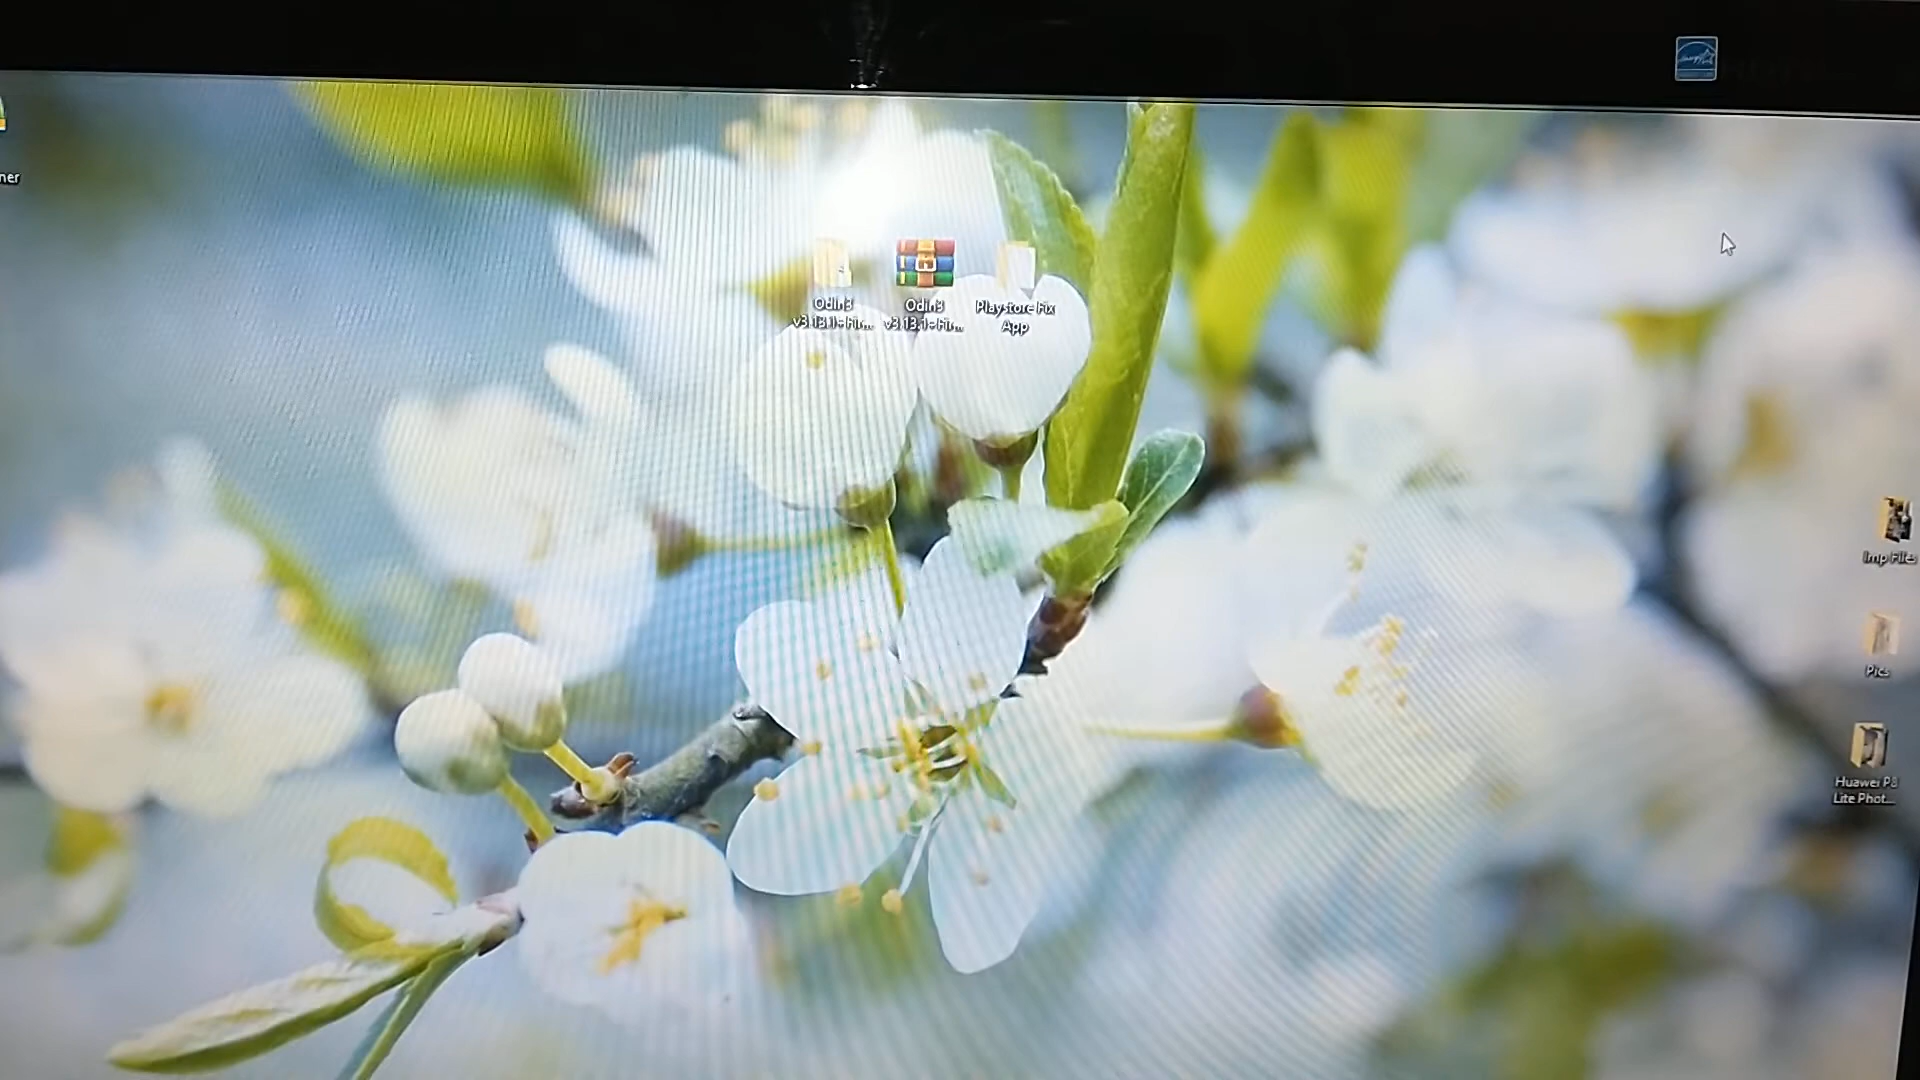 ner
Odin3
v3.13.1+Fir...
Odin3
v3.13.1+Fir...
Playstore Fix
App
Imp Files
Pics
Huawei P8
Lite Phot...